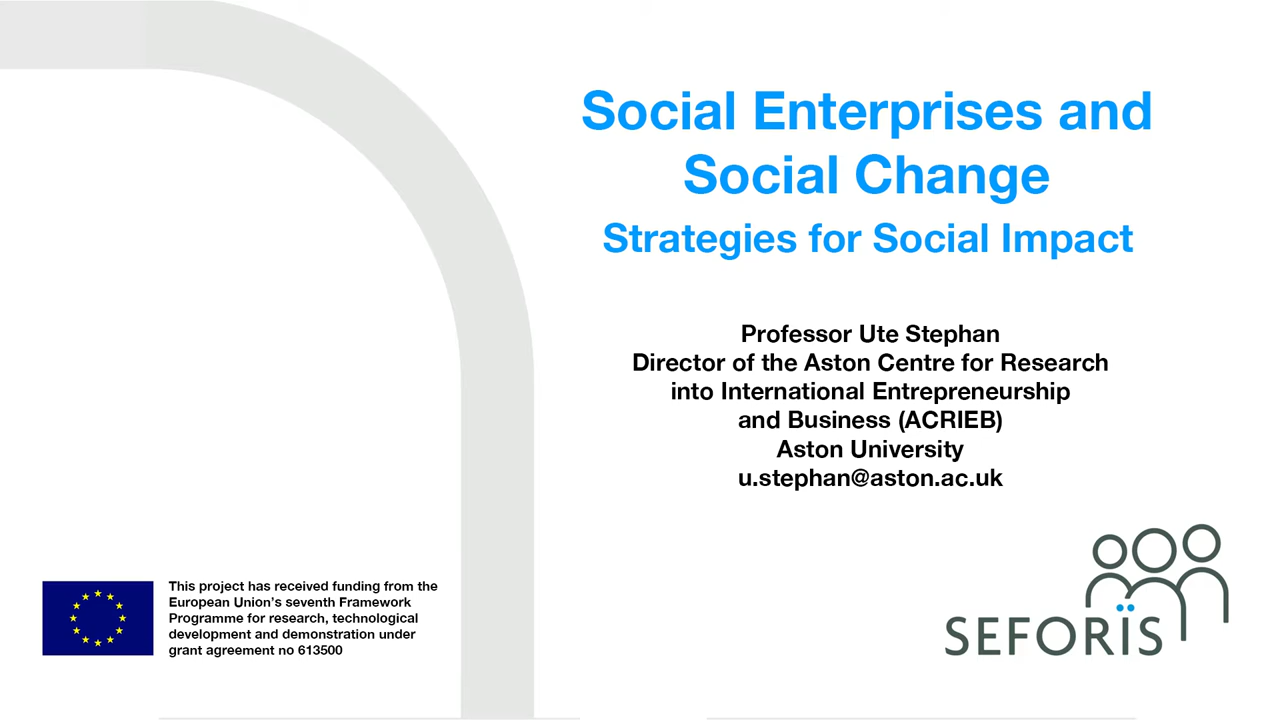 Social Enterprises and
Social Change
Strategies for Social Impact
Professor Ute Stephan
Director of the Aston Centre for Research
into International Entrepreneurship
and Business (ACRIEB)
Aston University
u.stephan@aston.ac.uk
This project has received funding from the
European Union's seventh Framework
Programme for research, technological
development and demonstration under
grant agreement no 613500
SEFORÏS